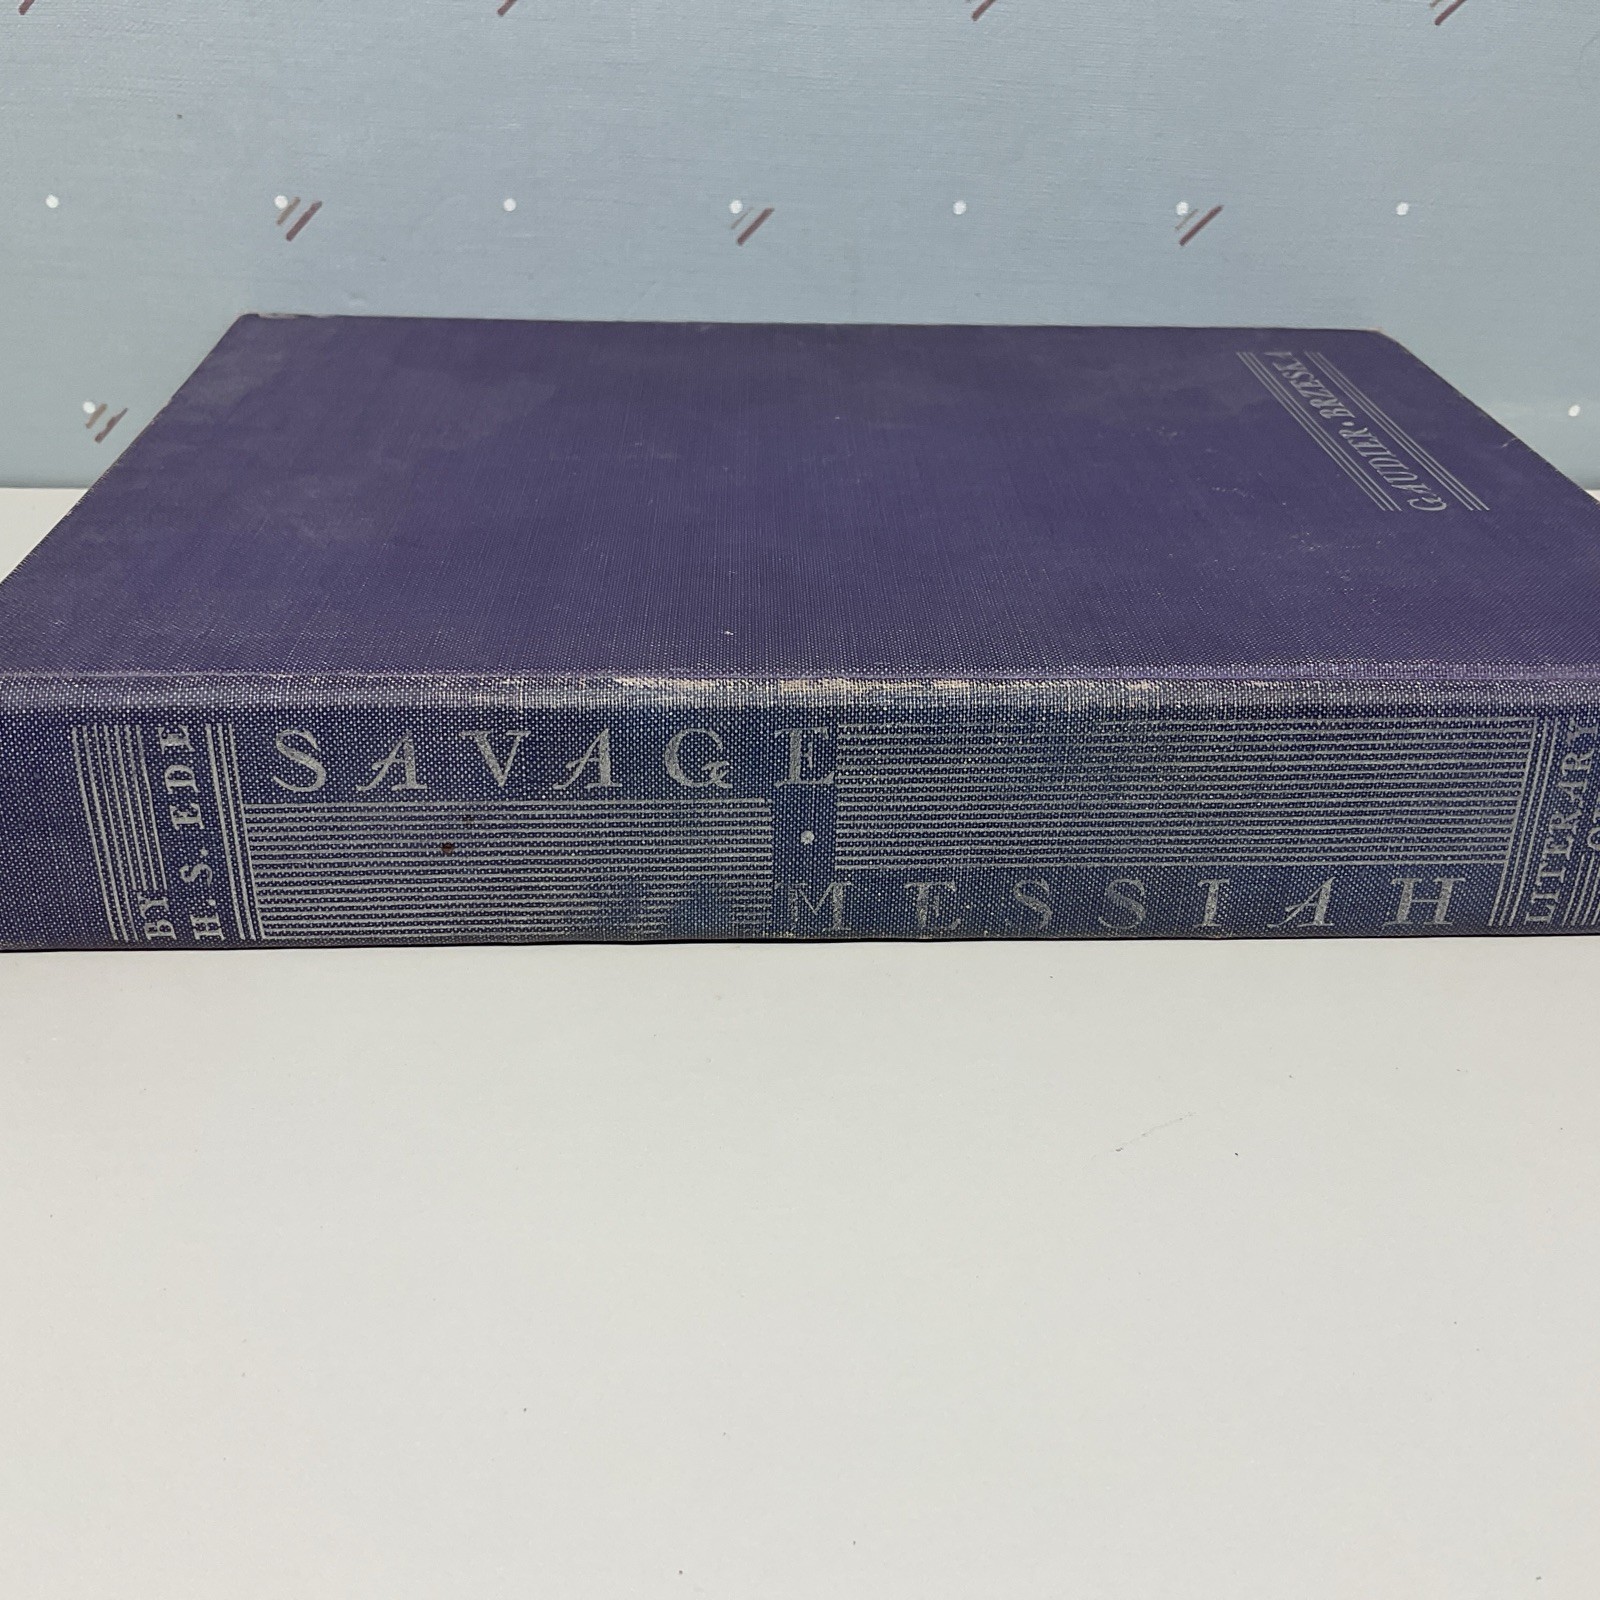 GAUDIER · BRZESKA
BY
H. S. EDE
SAVAGE
·
MESSIAH
LITERARY